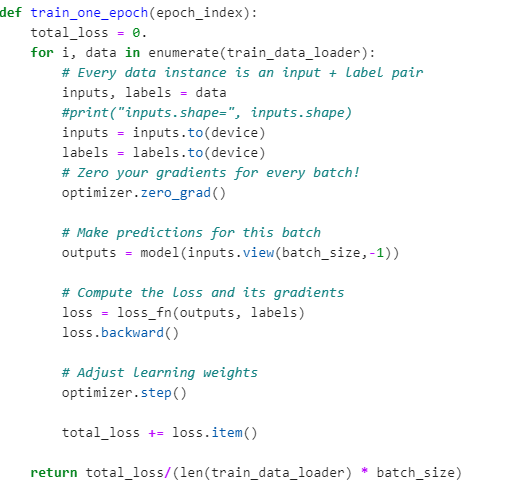 def train_one_epoch(epoch_index):
    total_loss = 0.
    for i, data in enumerate(train_data_loader):
        # Every data instance is an input + label pair
        inputs, labels = data
        #print("inputs.shape=", inputs.shape)
        inputs = inputs.to(device)
        labels = labels.to(device)
        # Zero your gradients for every batch!
        optimizer.zero_grad()

        # Make predictions for this batch
        outputs = model(inputs.view(batch_size,-1))

        # Compute the loss and its gradients
        loss = loss_fn(outputs, labels)
        loss.backward()

        # Adjust learning weights
        optimizer.step()

        total_loss += loss.item()

    return total_loss/(len(train_data_loader) * batch_size)